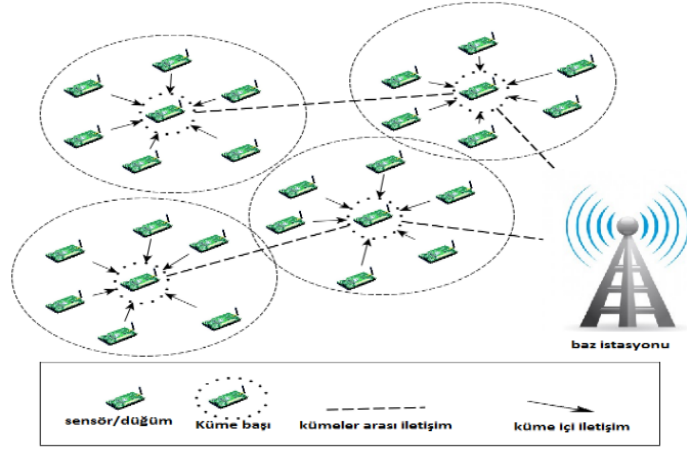 baz istasyonu
sensör/düğüm
Küme başı
kümeler arası iletişim
küme içi iletişim